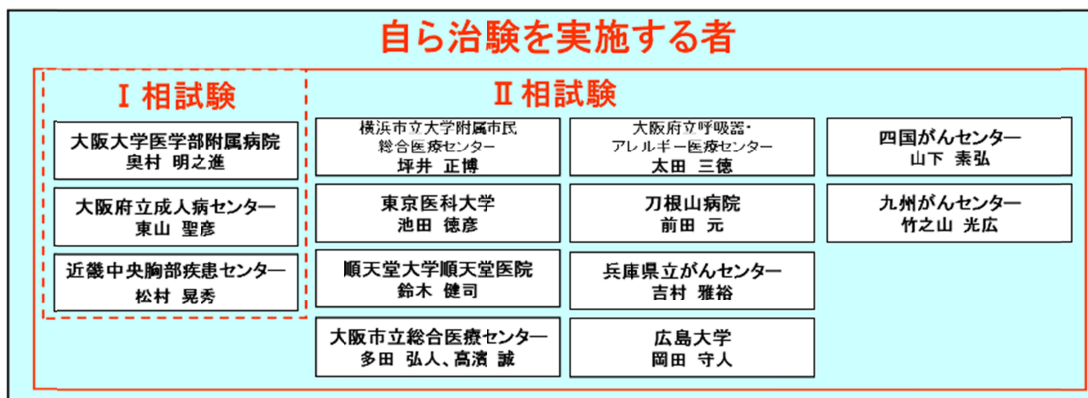 自ら治験を実施する者
Ⅰ相試験
大阪大学医学部附属病院
奥村 明之進
大阪府立成人病センター
東山 聖彦
近畿中央胸部疾患センター
松村 晃秀
Ⅱ相試験
横浜市立大学附属市民
総合医療センター
坪井 正博
東京医科大学
池田 徳彦
順天堂大学順天堂医院
鈴木 健司
大阪市立総合医療センター
多田 弘人、高濱 誠
大阪府立呼吸器・
アレルギー医療センター
太田 三徳
刀根山病院
前田 元
兵庫県立がんセンター
吉村 雅裕
広島大学
岡田 守人
四国がんセンター
山下 素弘
九州がんセンター
竹之山 光広